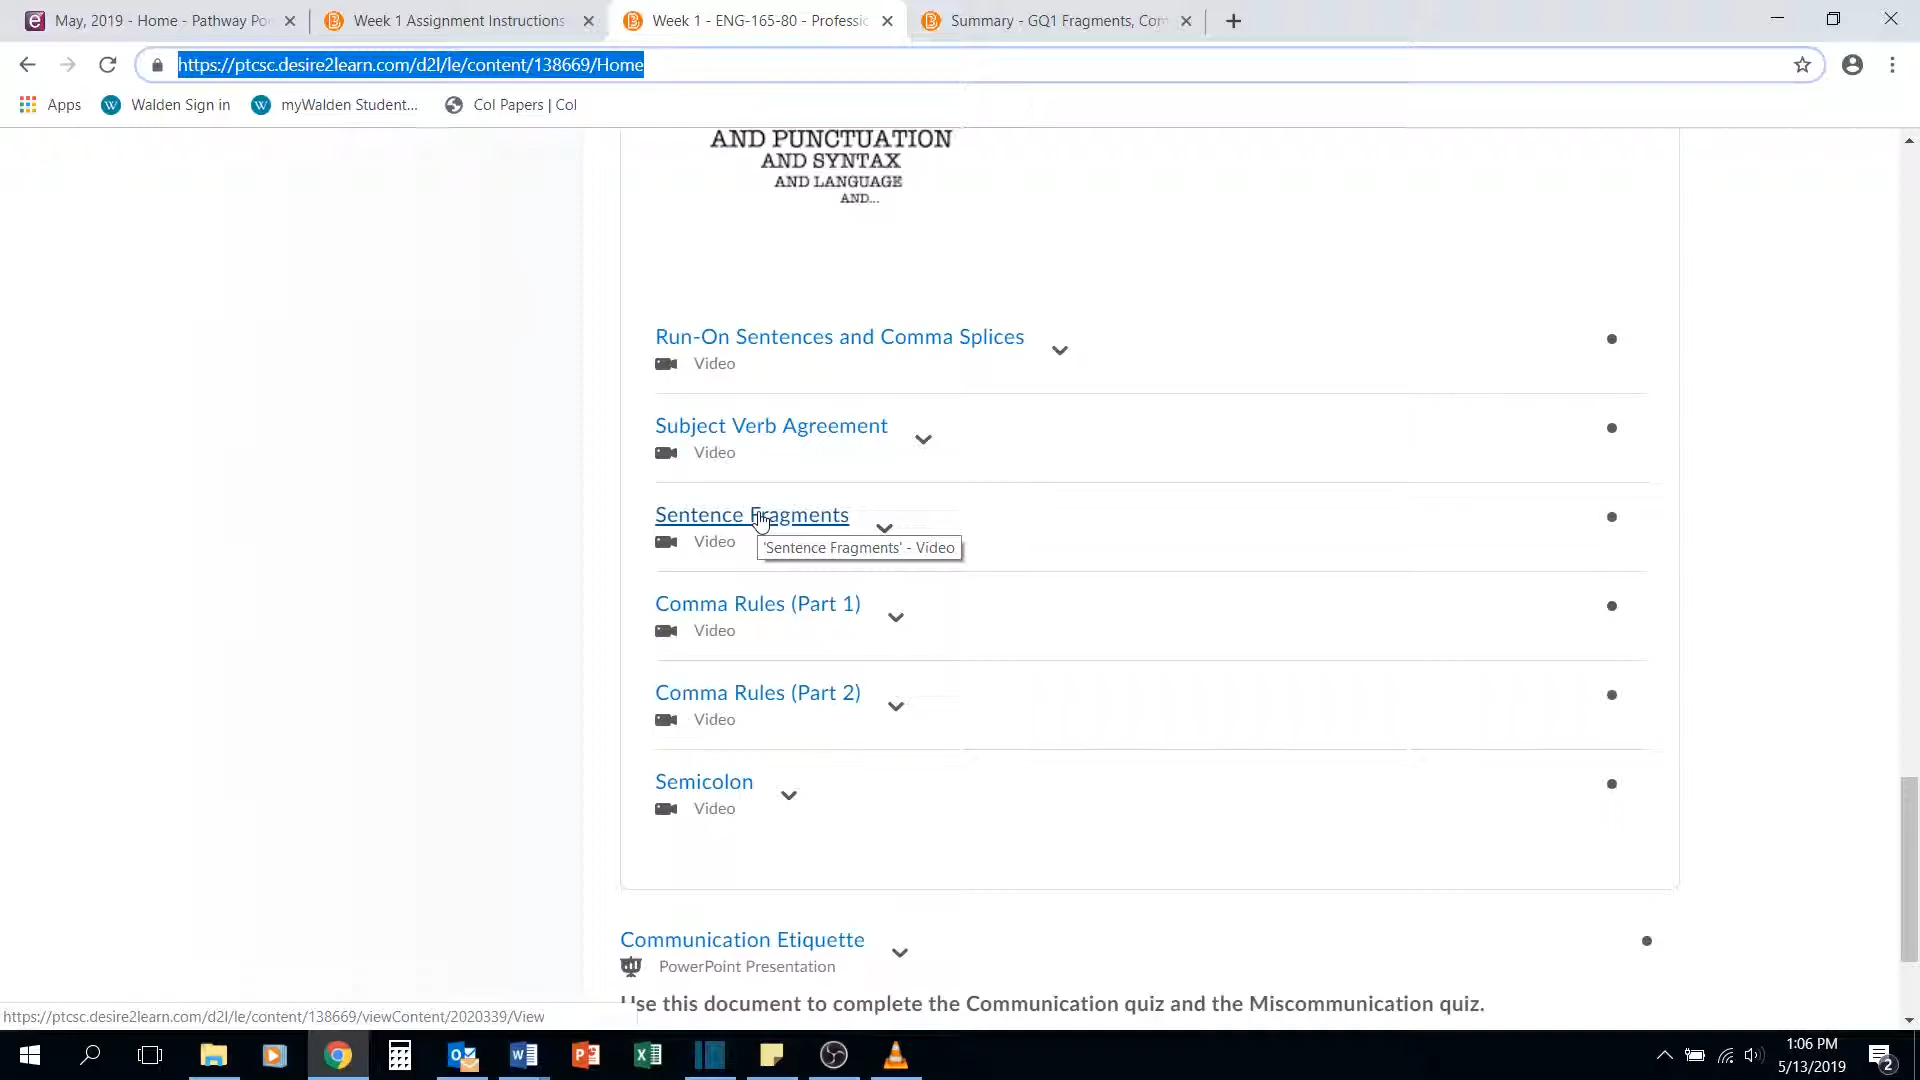 May, 2019 - Home - Pathway Po
Week 1 Assignment Instructions
Week 1 - ENG-165-80 - Professic
Summary - GQ1 Fragments, Com
https://ptcsc.desire2learn.com/d2l/le/content/138669/Home
Apps
Walden Sign in
myWalden Student...
Col Papers | Col
AND PUNCTUATION
AND SYNTAX
AND LANGUAGE
AND...
Run-On Sentences and Comma Splices
Video
Subject Verb Agreement
Video
Sentence Fragments
Video
'Sentence Fragments' - Video
Comma Rules (Part 1)
Video
Comma Rules (Part 2)
Video
Semicolon
Video
Communication Etiquette
PowerPoint Presentation
Use this document to complete the Communication quiz and the Miscommunication quiz.
https://ptcsc.desire2learn.com/d2l/le/content/138669/viewContent/2020339/View
1:06 PM
5/13/2019
2